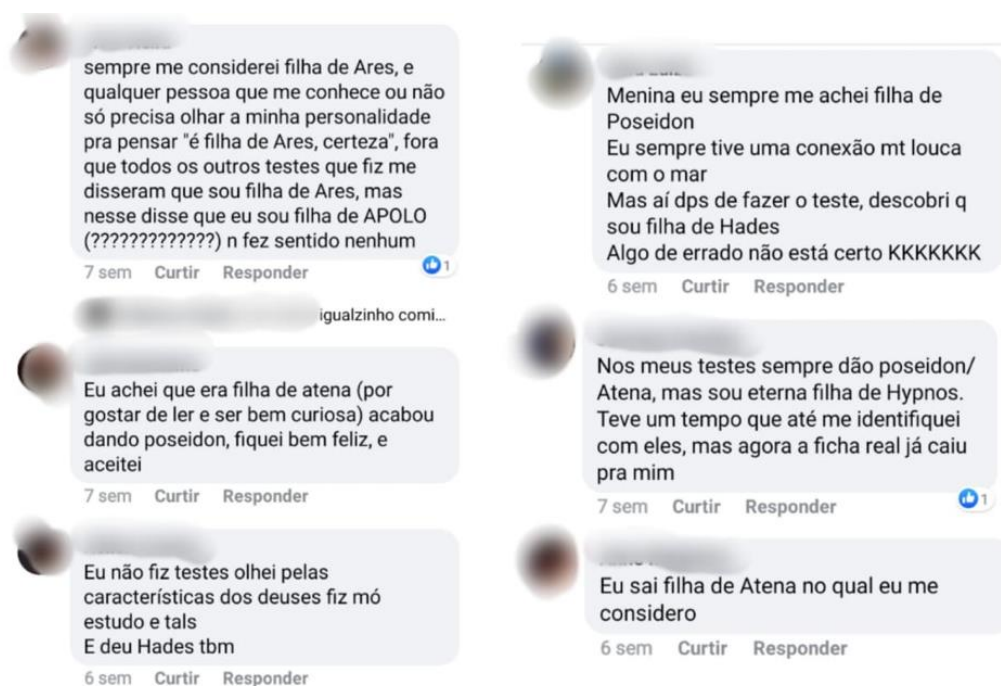 sempre me considerei filha de Ares, e
qualquer pessoa que me conhece ou não
só precisa olhar a minha personalidade
pra pensar "é filha de Ares, certeza", fora
que todos os outros testes que fiz me
disseram que sou filha de Ares, mas
nesse disse que eu sou filha de APOLO
(?????????????) n fez sentido nenhum
7 sem Curtir Responder 1
igualzinho comi...
Eu achei que era filha de atena (por
gostar de ler e ser bem curiosa) acabou
dando poseidon, fiquei bem feliz, e
aceitei
7 sem Curtir Responder
Eu não fiz testes olhei pelas
características dos deuses fiz mó
estudo e tals
E deu Hades tbm
6 sem Curtir Responder
Menina eu sempre me achei filha de
Poseidon
Eu sempre tive uma conexão mt louca
com o mar
Mas aí dps de fazer o teste, descobri q
sou filha de Hades
Algo de errado não está certo KKKKKKK
6 sem Curtir Responder
Nos meus testes sempre dão poseidon/
Atena, mas sou eterna filha de Hypnos.
Teve um tempo que até me identifiquei
com eles, mas agora a ficha real já caiu
pra mim
7 sem Curtir Responder 1
Eu sai filha de Atena no qual eu me
considero
6 sem Curtir Responder